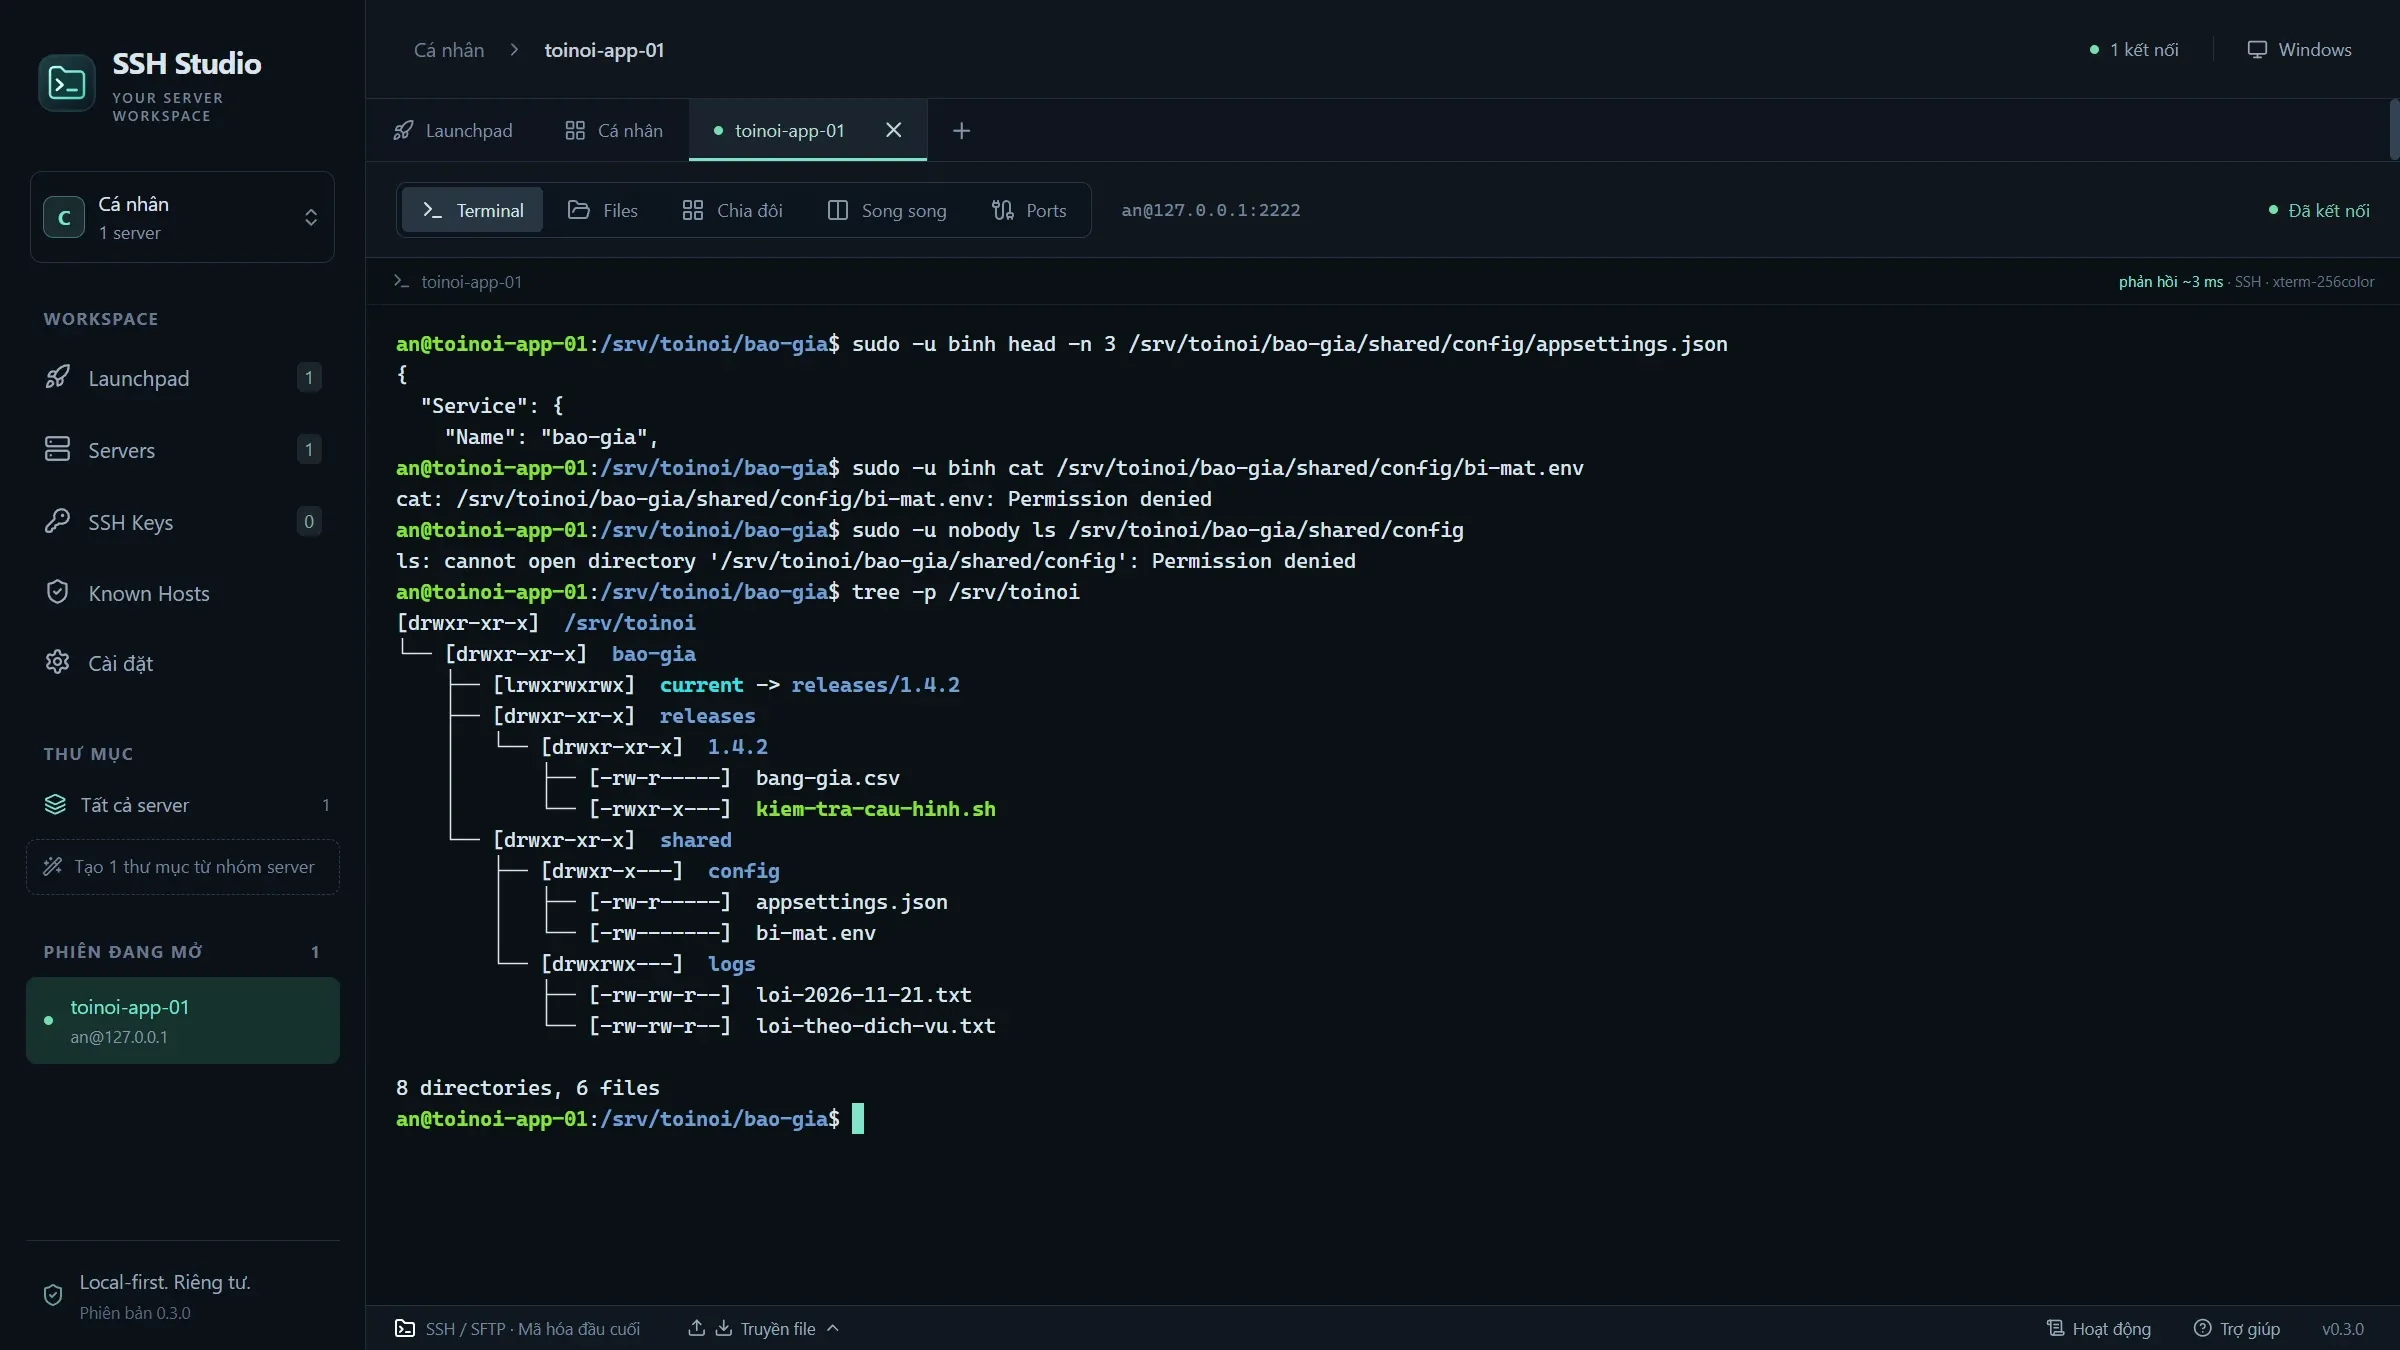 SSH Studio
YOUR SERVER
WORKSPACE
C
Cá nhân
1 server
WORKSPACE
Launchpad 1
Servers 1
SSH Keys 0
Known Hosts
Cài đặt
THƯ MỤC
Tất cả server 1
Tạo 1 thư mục từ nhóm server
PHIÊN ĐANG MỞ 1
toinoi-app-01
an@127.0.0.1
Local-first. Riêng tư.
Phiên bản 0.3.0
Cá nhân > toinoi-app-01
1 kết nối
Windows
Launchpad
Cá nhân
toinoi-app-01
Terminal
Files
Chia đôi
Song song
Ports
an@127.0.0.1:2222
Đã kết nối
toinoi-app-01
phản hồi ~3 ms · SSH · xterm-256color
an@toinoi-app-01:/srv/toinoi/bao-gia$ sudo -u binh head -n 3 /srv/toinoi/bao-gia/shared/config/appsettings.json
{
  "Service": {
    "Name": "bao-gia",
an@toinoi-app-01:/srv/toinoi/bao-gia$ sudo -u binh cat /srv/toinoi/bao-gia/shared/config/bi-mat.env
cat: /srv/toinoi/bao-gia/shared/config/bi-mat.env: Permission denied
an@toinoi-app-01:/srv/toinoi/bao-gia$ sudo -u nobody ls /srv/toinoi/bao-gia/shared/config
ls: cannot open directory '/srv/toinoi/bao-gia/shared/config': Permission denied
an@toinoi-app-01:/srv/toinoi/bao-gia$ tree -p /srv/toinoi
[drwxr-xr-x]  /srv/toinoi
└── [drwxr-xr-x]  bao-gia
    ├── [lrwxrwxrwx]  current -> releases/1.4.2
    ├── [drwxr-xr-x]  releases
    │   └── [drwxr-xr-x]  1.4.2
    │       ├── [-rw-r-----]  bang-gia.csv
    │       └── [-rwxr-x---]  kiem-tra-cau-hinh.sh
    └── [drwxr-xr-x]  shared
        ├── [drwxr-x---]  config
        │   ├── [-rw-r-----]  appsettings.json
        │   └── [-rw-------]  bi-mat.env
        └── [drwxrwx---]  logs
            ├── [-rw-rw-r--]  loi-2026-11-21.txt
            └── [-rw-rw-r--]  loi-theo-dich-vu.txt
8 directories, 6 files
an@toinoi-app-01:/srv/toinoi/bao-gia$
SSH / SFTP · Mã hóa đầu cuối
Truyền file
Hoạt động
Trợ giúp
v0.3.0